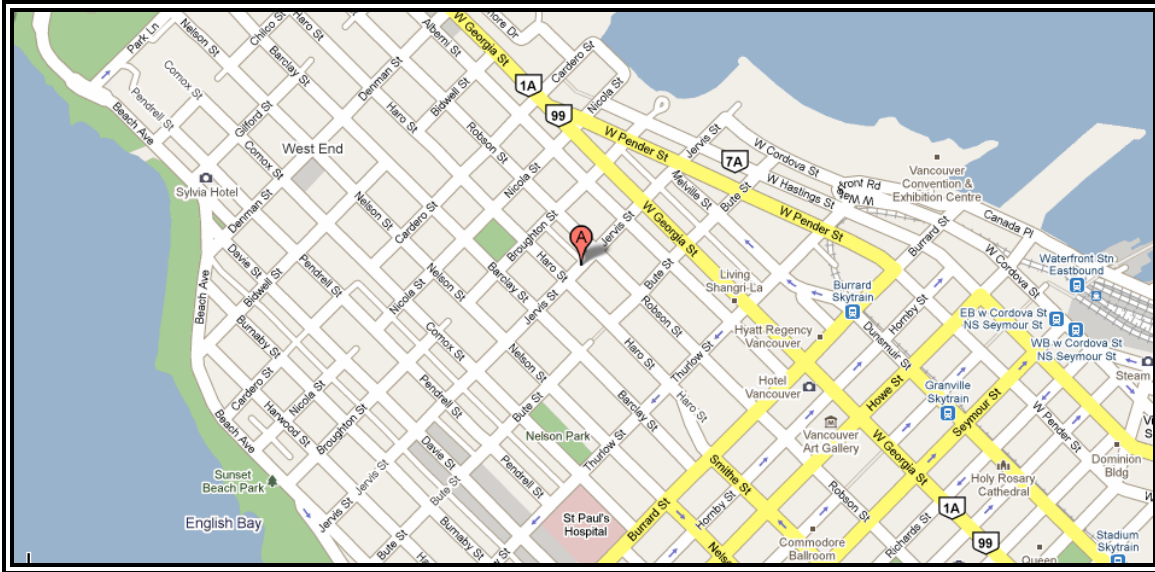 Park Ln
Nelson St
Chilco St
Haro St
Alberni St
W Georgia St
Cardero St
Comox St
Barclay St
Denman St
Bidwell St
1A
Nicola St
Pendrell St
Gilford St
Haro St
99
Beach Ave
Robson St
W Pender St
Jervis St
W Cordova St
West End
7A
Comox St
Nicola St
Melville St
Bute St
W Hastings St
Vancouver
Convention &
Exhibition Centre
Sylvia Hotel
Denman St
Nelson St
Cardero St
Broughton St
A
Jervis St
W Georgia St
W Pender St
Burrard St
Canada Pl
Davie St
Bidwell St
Pendrell St
Nelson St
Barclay St
Haro St
Bute St
Living
Shangri-La
W Cordova St
Waterfront Stn
Eastbound
Beach Ave
Nicola St
Jervis St
Robson St
Burrard
Skytrain
Hornby St
Burnaby St
Comox St
Hyatt Regency
Vancouver
Dunsmuir St
EB w Cordova St
NS Seymour St
WB w Cordova St
NS Seymour St
Haro St
Thurlow St
Nelson St
Steam
Cardero St
Nicola St
Pendrell St
Bute St
Barclay St
Haro St
Hotel
Vancouver
Howe St
Granville
Skytrain
Seymour St
Beach Ave
Harwood St
Broughton St
Nelson Park
Thurlow St
Vancouver
Art Gallery
W Georgia St
W Pender St
Davie St
Pendrell St
Smithe St
Dominion
Bldg
Sunset
Beach Park
Jervis St
Bute St
Holy Rosary
Cathedral
English Bay
Jervis St
Bute St
Burnaby St
St Paul's
Hospital
Burrard St
Hornby St
Robson St
1A
Commodore
Ballroom
Richards St
99
Stadium
Skytrain
Queen